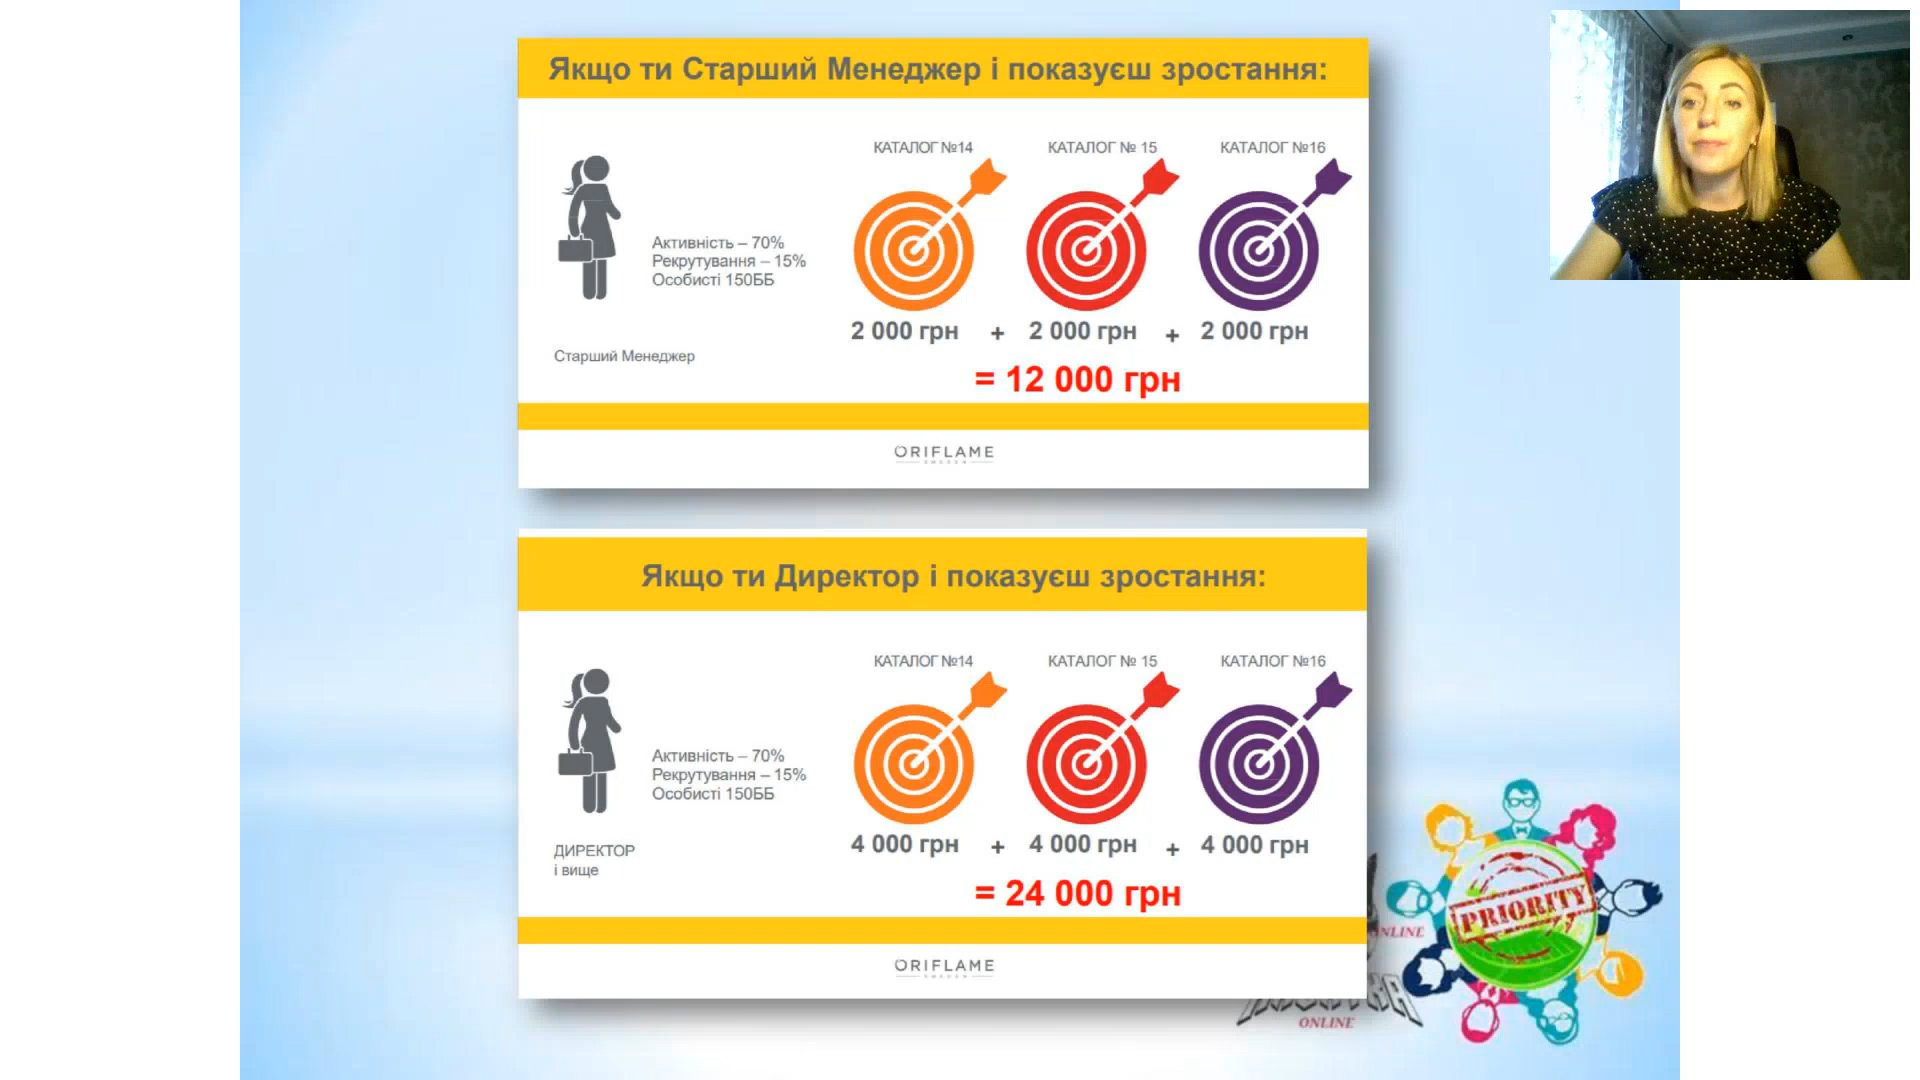 Якщо ти Старший Менеджер і показуєш зростання:
КАТАЛОГ №14
КАТАЛОГ № 15
КАТАЛОГ №16
Активність – 70%
Рекрутування – 15%
Особисті 150ББ
2 000 грн + 2 000 грн + 2 000 грн
Старший Менеджер
= 12 000 грн
ORIFLAME
SWEDEN
Якщо ти Директор і показуєш зростання:
КАТАЛОГ №14
КАТАЛОГ № 15
КАТАЛОГ №16
Активність – 70%
Рекрутування – 15%
Особисті 150ББ
4 000 грн + 4 000 грн + 4 000 грн
ДИРЕКТОР
і вище
= 24 000 грн
ORIFLAME
SWEDEN
PRIORITY
NLINE
ONLINE